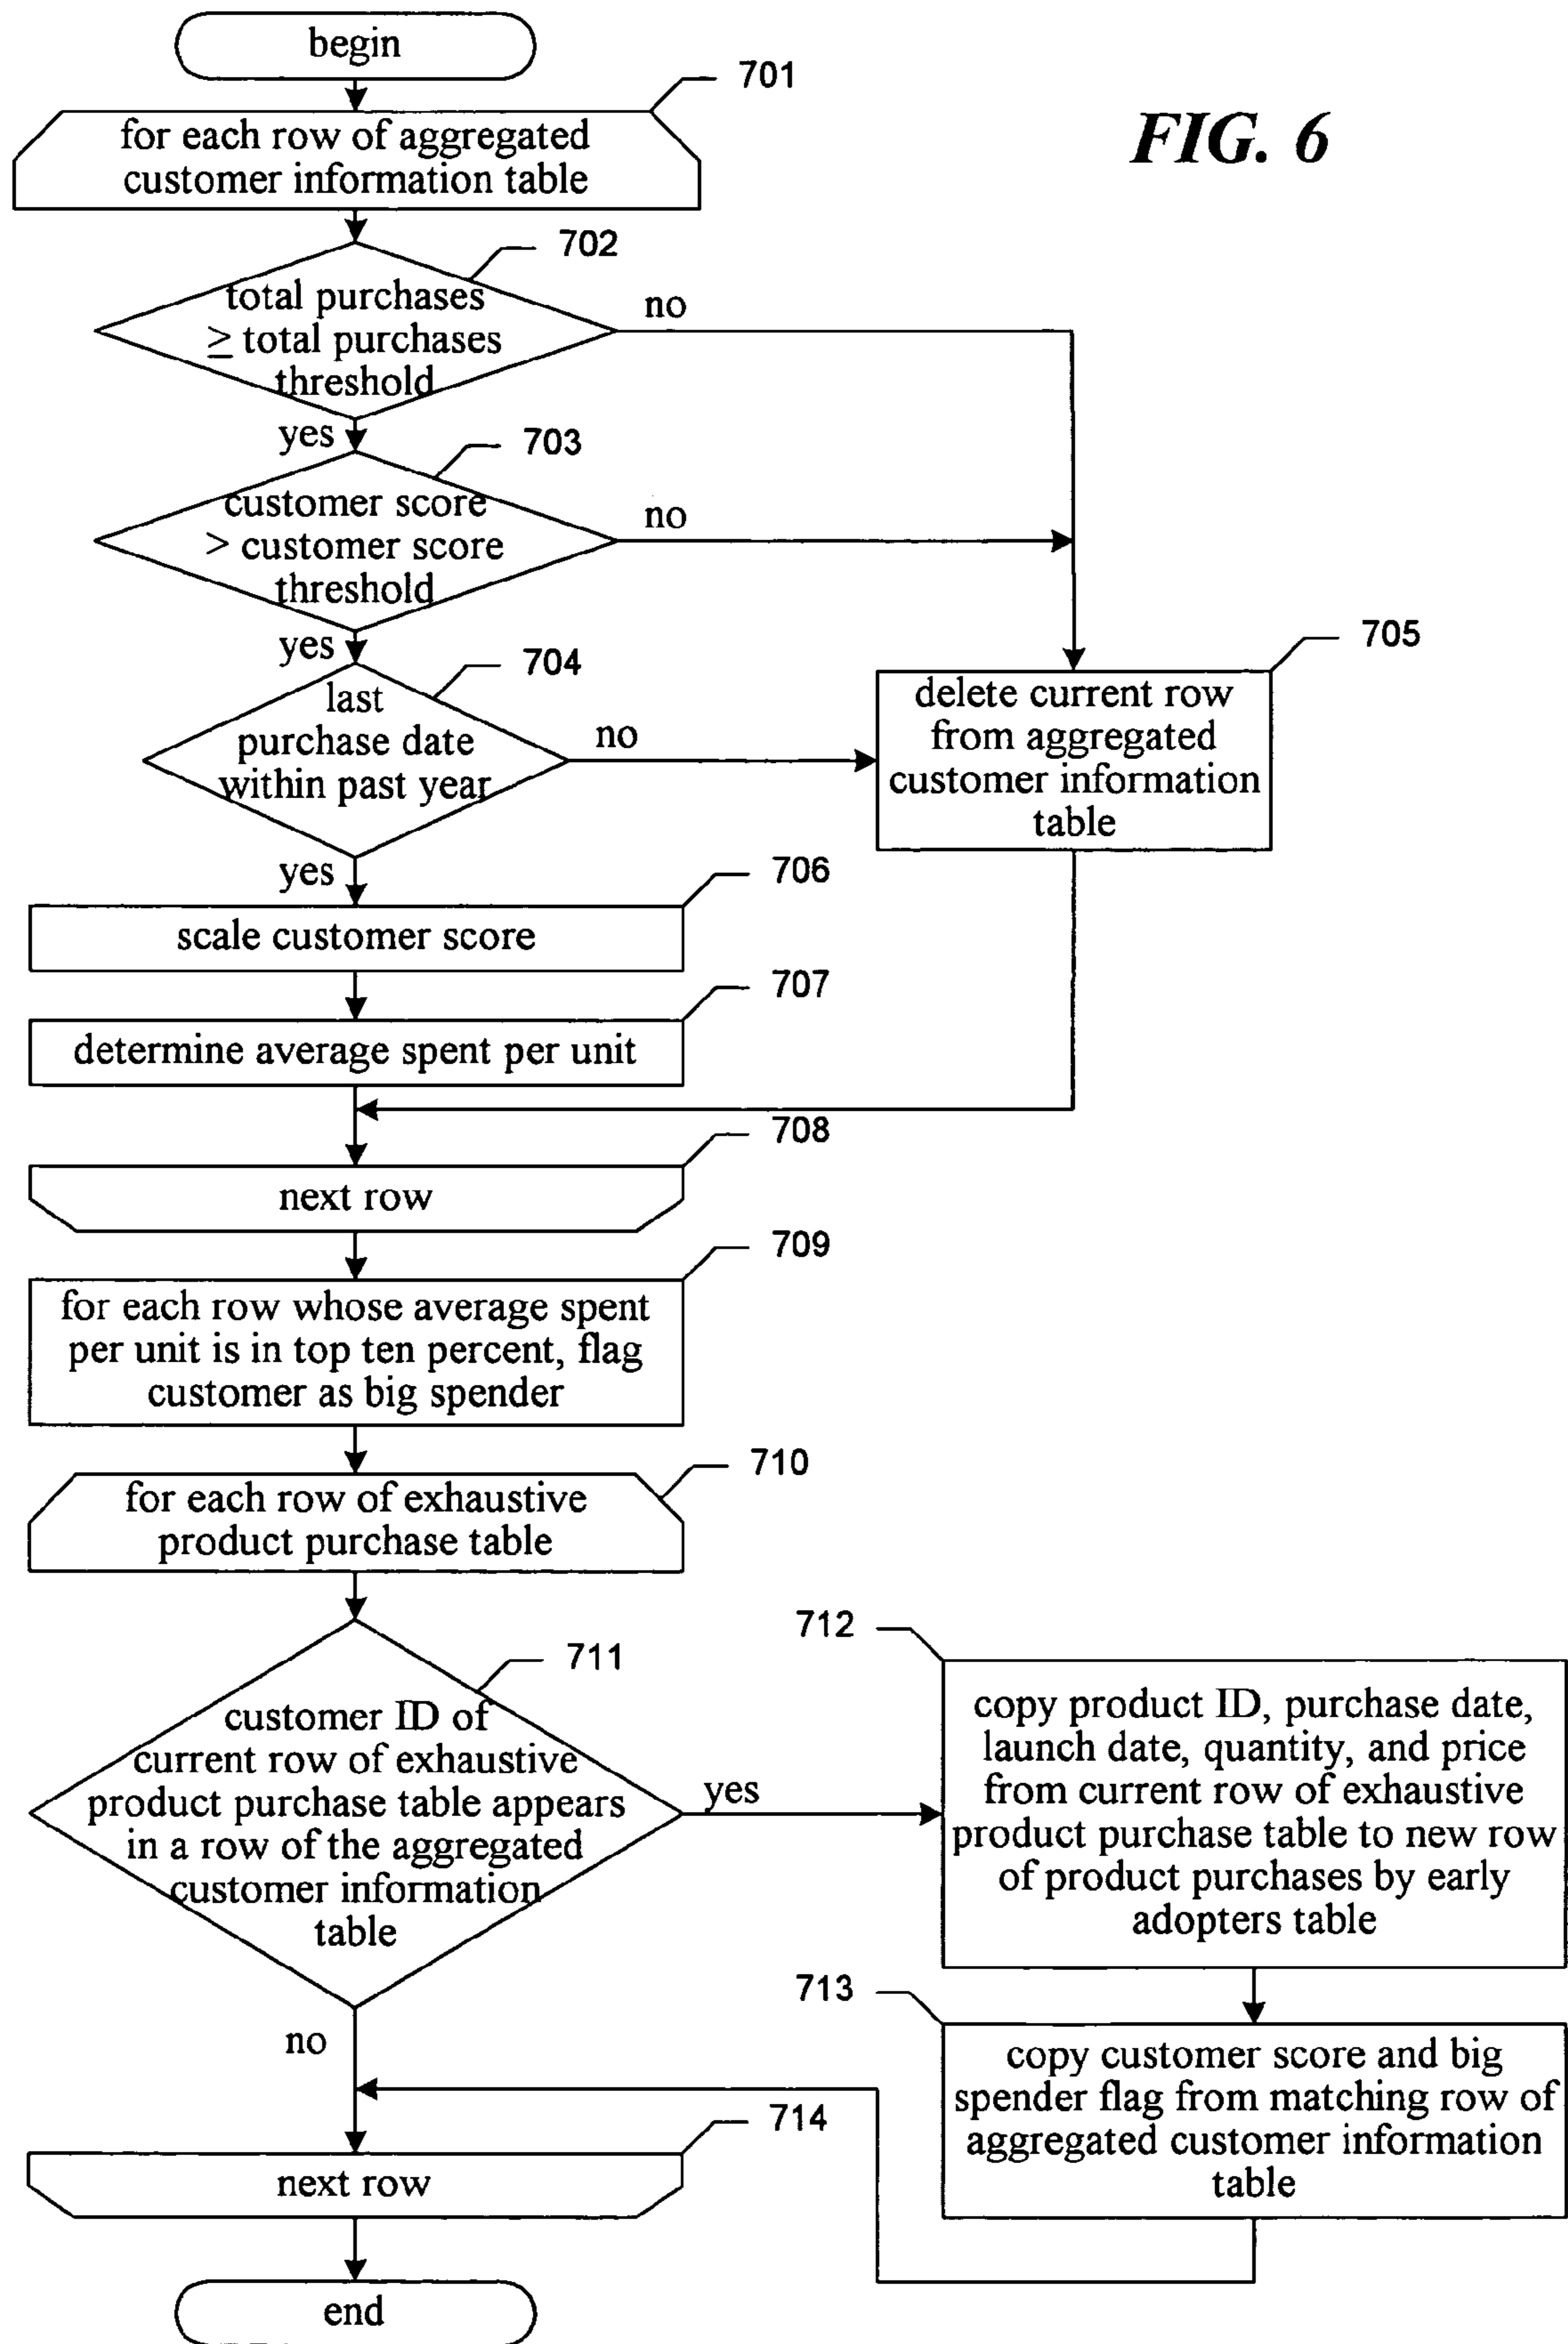 begin
701
for each row of aggregated
customer information table
FIG. 6
702
total purchases
≥ total purchases
threshold
no
yes
703
customer score
> customer score
threshold
no
yes
704
last
purchase date
within past year
no
705
delete current row
from aggregated
customer information
table
yes
706
scale customer score
707
determine average spent per unit
708
next row
709
for each row whose average spent
per unit is in top ten percent, flag
customer as big spender
710
for each row of exhaustive
product purchase table
711
customer ID of
current row of exhaustive
product purchase table appears
in a row of the aggregated
customer information
table
yes
712
copy product ID, purchase date,
launch date, quantity, and price
from current row of exhaustive
product purchase table to new row
of product purchases by early
adopters table
713
copy customer score and big
spender flag from matching row of
aggregated customer information
table
no
714
next row
end